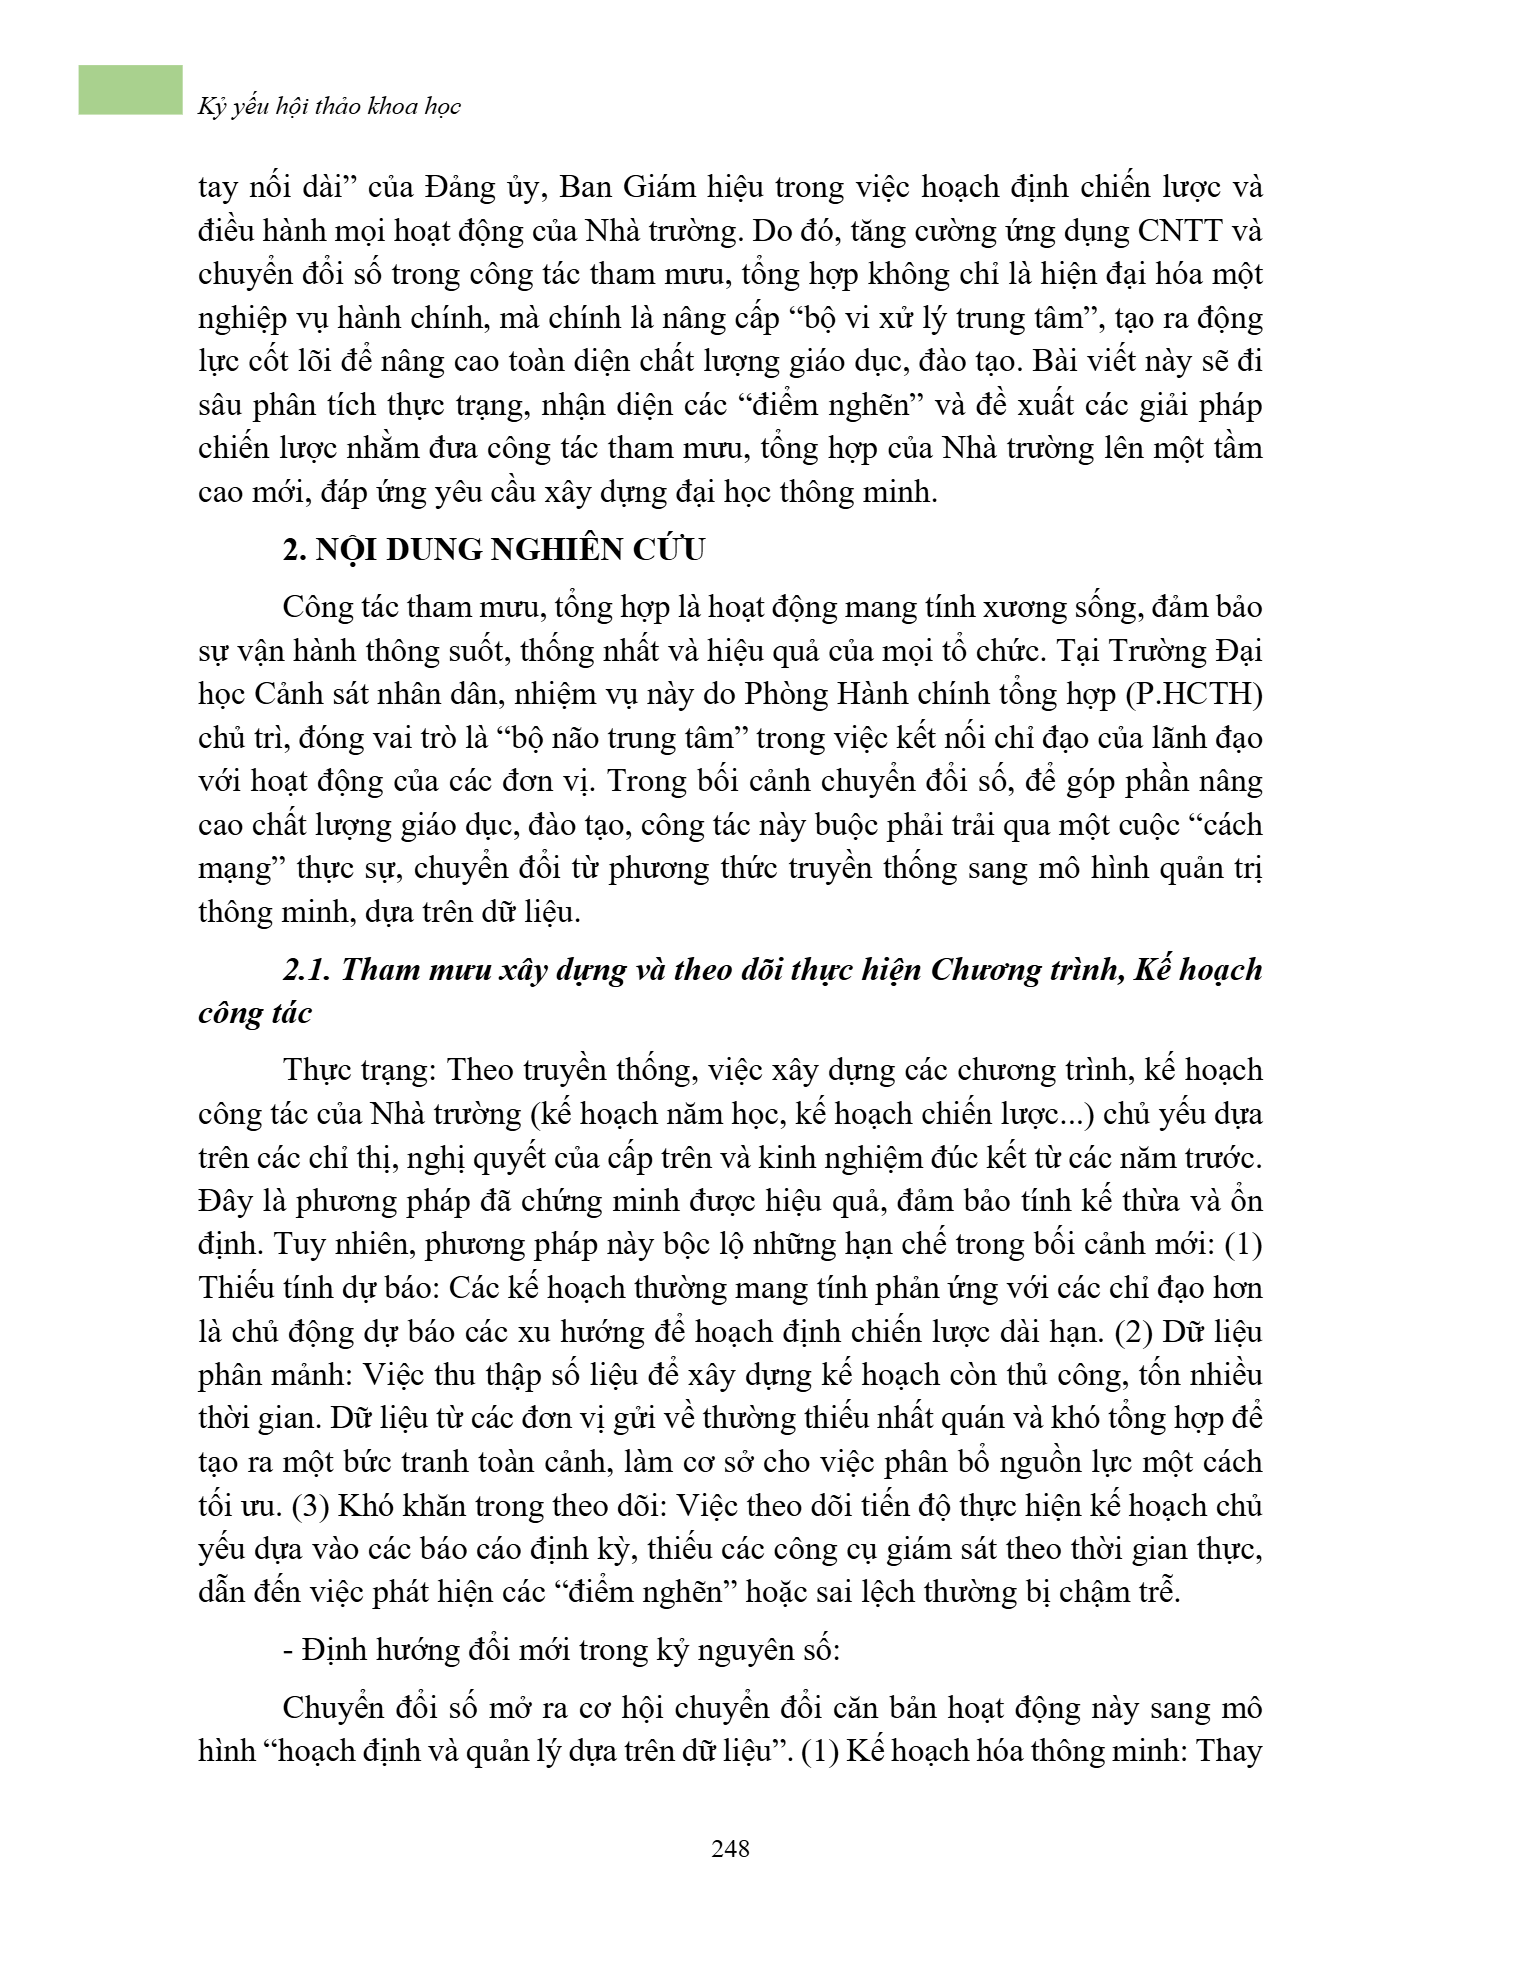 Kỷ yếu hội thảo khoa học
tay nối dài” của Đảng ủy, Ban Giám hiệu trong việc hoạch định chiến lược và
điều hành mọi hoạt động của Nhà trường. Do đó, tăng cường ứng dụng CNTT và
chuyển đổi số trong công tác tham mưu, tổng hợp không chỉ là hiện đại hóa một
nghiệp vụ hành chính, mà chính là nâng cấp “bộ vi xử lý trung tâm”, tạo ra động
lực cốt lõi để nâng cao toàn diện chất lượng giáo dục, đào tạo. Bài viết này sẽ đi
sâu phân tích thực trạng, nhận diện các “điểm nghẽn” và đề xuất các giải pháp
chiến lược nhằm đưa công tác tham mưu, tổng hợp của Nhà trường lên một tầm
cao mới, đáp ứng yêu cầu xây dựng đại học thông minh.
2. NỘI DUNG NGHIÊN CỨU
Công tác tham mưu, tổng hợp là hoạt động mang tính xương sống, đảm bảo
sự vận hành thông suốt, thống nhất và hiệu quả của mọi tổ chức. Tại Trường Đại
học Cảnh sát nhân dân, nhiệm vụ này do Phòng Hành chính tổng hợp (P.HCTH)
chủ trì, đóng vai trò là “bộ não trung tâm” trong việc kết nối chỉ đạo của lãnh đạo
với hoạt động của các đơn vị. Trong bối cảnh chuyển đổi số, để góp phần nâng
cao chất lượng giáo dục, đào tạo, công tác này buộc phải trải qua một cuộc “cách
mạng” thực sự, chuyển đổi từ phương thức truyền thống sang mô hình quản trị
thông minh, dựa trên dữ liệu.
2.1. Tham mưu xây dựng và theo dõi thực hiện Chương trình, Kế hoạch
công tác
Thực trạng: Theo truyền thống, việc xây dựng các chương trình, kế hoạch
công tác của Nhà trường (kế hoạch năm học, kế hoạch chiến lược...) chủ yếu dựa
trên các chỉ thị, nghị quyết của cấp trên và kinh nghiệm đúc kết từ các năm trước.
Đây là phương pháp đã chứng minh được hiệu quả, đảm bảo tính kế thừa và ổn
định. Tuy nhiên, phương pháp này bộc lộ những hạn chế trong bối cảnh mới: (1)
Thiếu tính dự báo: Các kế hoạch thường mang tính phản ứng với các chỉ đạo hơn
là chủ động dự báo các xu hướng để hoạch định chiến lược dài hạn. (2) Dữ liệu
phân mảnh: Việc thu thập số liệu để xây dựng kế hoạch còn thủ công, tốn nhiều
thời gian. Dữ liệu từ các đơn vị gửi về thường thiếu nhất quán và khó tổng hợp để
tạo ra một bức tranh toàn cảnh, làm cơ sở cho việc phân bổ nguồn lực một cách
tối ưu. (3) Khó khăn trong theo dõi: Việc theo dõi tiến độ thực hiện kế hoạch chủ
yếu dựa vào các báo cáo định kỳ, thiếu các công cụ giám sát theo thời gian thực,
dẫn đến việc phát hiện các “điểm nghẽn” hoặc sai lệch thường bị chậm trễ.
- Định hướng đổi mới trong kỷ nguyên số:
Chuyển đổi số mở ra cơ hội chuyển đổi căn bản hoạt động này sang mô
hình “hoạch định và quản lý dựa trên dữ liệu”. (1) Kế hoạch hóa thông minh: Thay
248